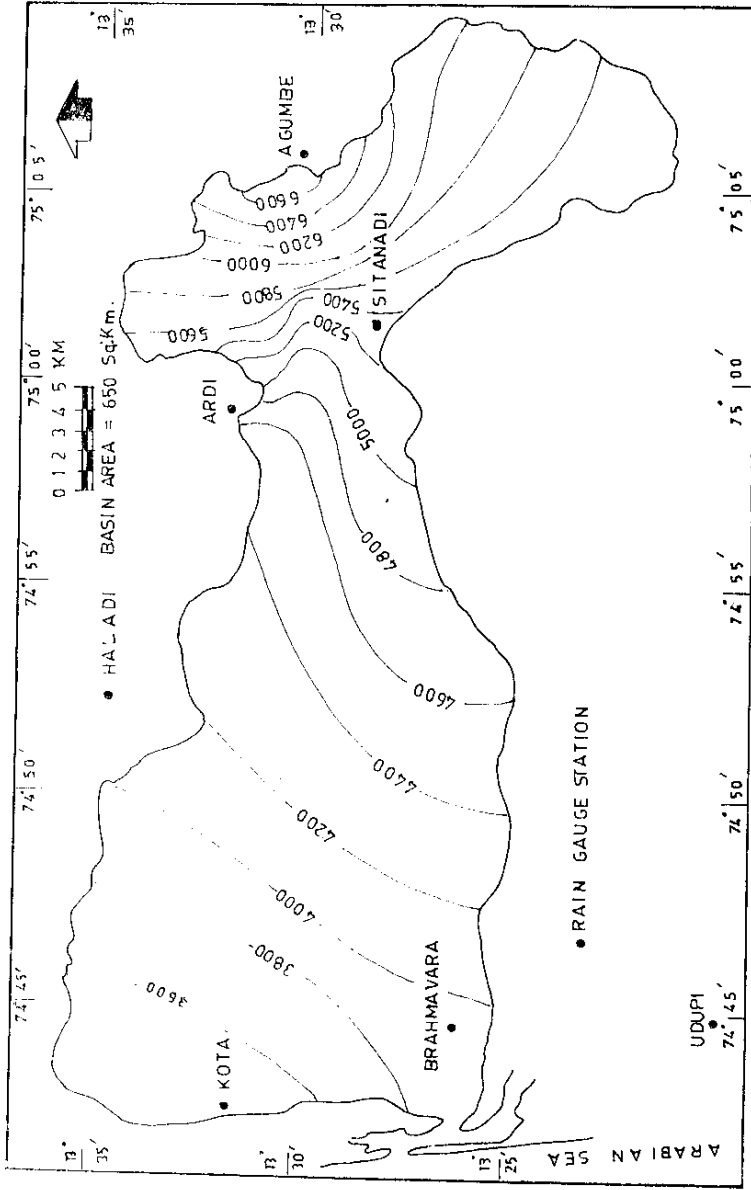 74° 45'
74° 50'
74° 55'
75° 00'
75° 05'
0 1 2 3 4 5 KM
HALADI
BASIN AREA = 650 Sq.Km.
13° 35'
13° 35'
ARDI
AGUMBE
KOTA
3600
3800
4000
4200
4400
4600
4800
5000
5200
5400
5600
5800
6000
6200
6400
6600
13° 30'
13° 30'
SITANADI
BRAHMAVARA
13° 25'
ARABIAN SEA
RAIN GAUGE STATION
UDUPI
74° 45'
74° 50'
74° 55'
75° 00'
75° 05'